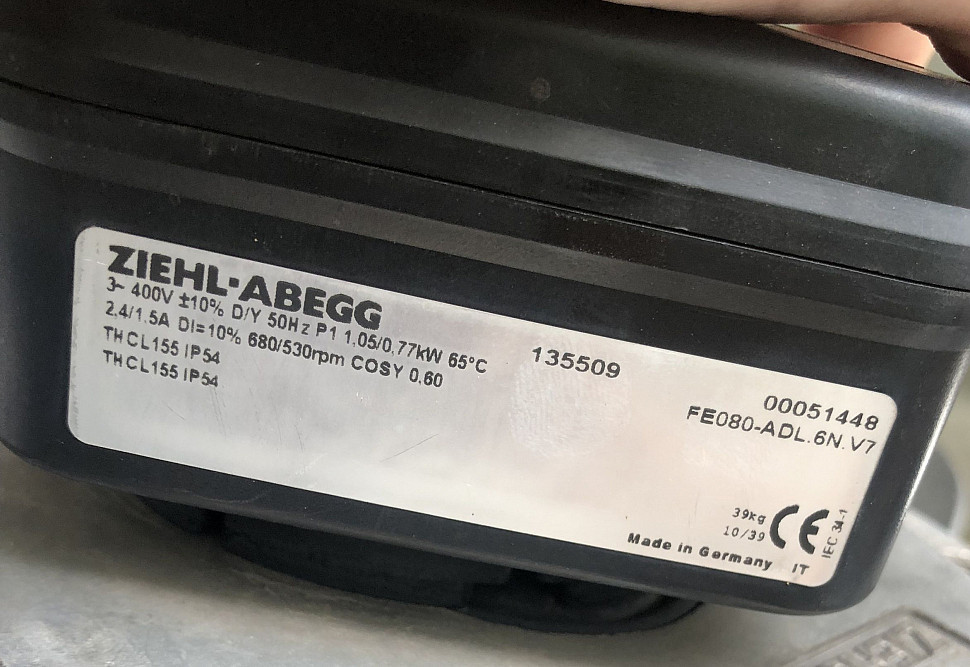 ZIEHL-ABEGG
3~ 400V ±10% D/Y 50Hz P1 1,05/0,77kW 65°C
2,4/1,5A DI=10% 680/530rpm COSY 0,60
THCL155 IP54
THCL155 IP54
135509
00051448
FE080-ADL.6N.V7
39kg
10/39
CE
IEC 34-1
Made in Germany IT